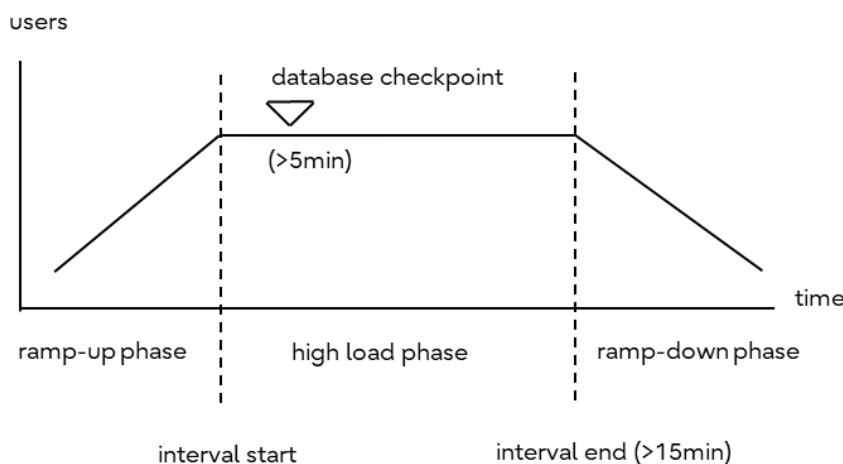 users
database checkpoint
(>5min)
time
ramp-up phase
high load phase
ramp-down phase
interval start
interval end (>15min)